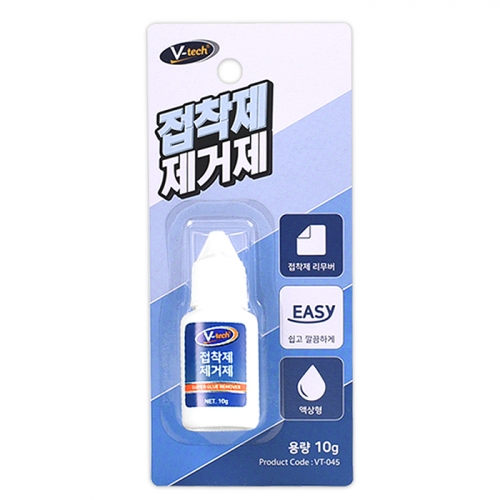 V-tech
접착제
제거제
접착제 리무버
EASY
쉽고 깔끔하게
액상형
V-tech
접착제
제거제
SUPER GLUE REMOVER
NET. 10g
용량 10g
Product Code : VT-045